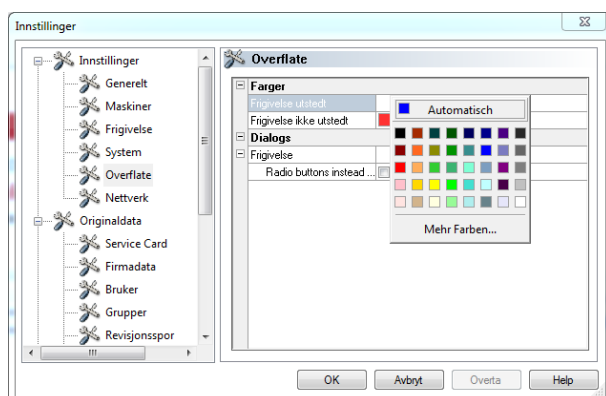 Innstillinger
Innstillinger
Generelt
Maskiner
Frigivelse
System
Overflate
Nettverk
Originaldata
Service Card
Firmadata
Bruker
Grupper
Revisjonsspor
Overflate
Farger
Frigivelse utstedt
Frigivelse ikke utstedt
Dialogs
Frigivelse
Radio buttons instead ...
Automatisch
Mehr Farben...
OK
Avbryt
Overta
Help